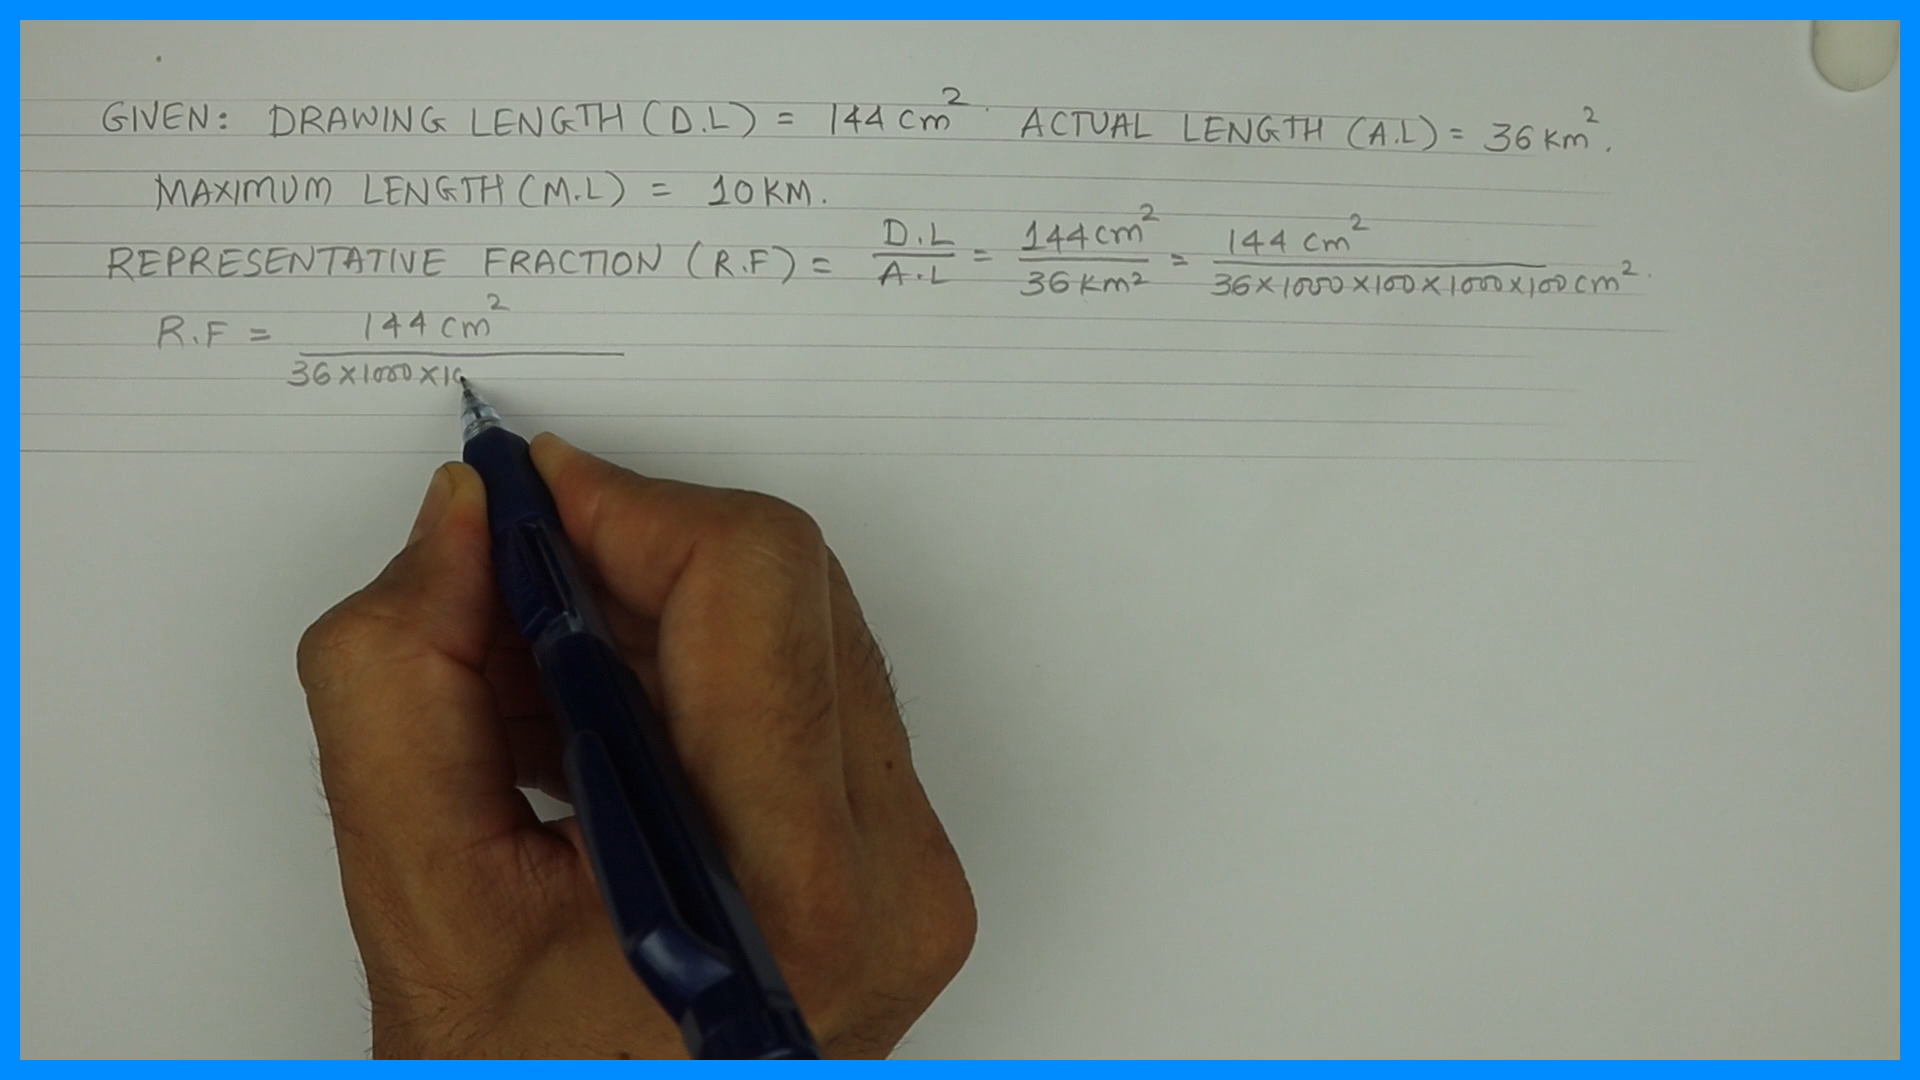 GIVEN: DRAWING LENGTH (D.L) = 144 cm² ACTUAL LENGTH (A.L) = 36 Km².
MAXIMUM LENGTH (M.L) = 10 KM.
REPRESENTATIVE FRACTION (R.F) = D.L / A.L = 144 cm² / 36 Km² = 144 cm² / 36 × 1000 × 100 × 1000 × 100 cm².
R.F = 144 cm² / 36 × 1000 × 10